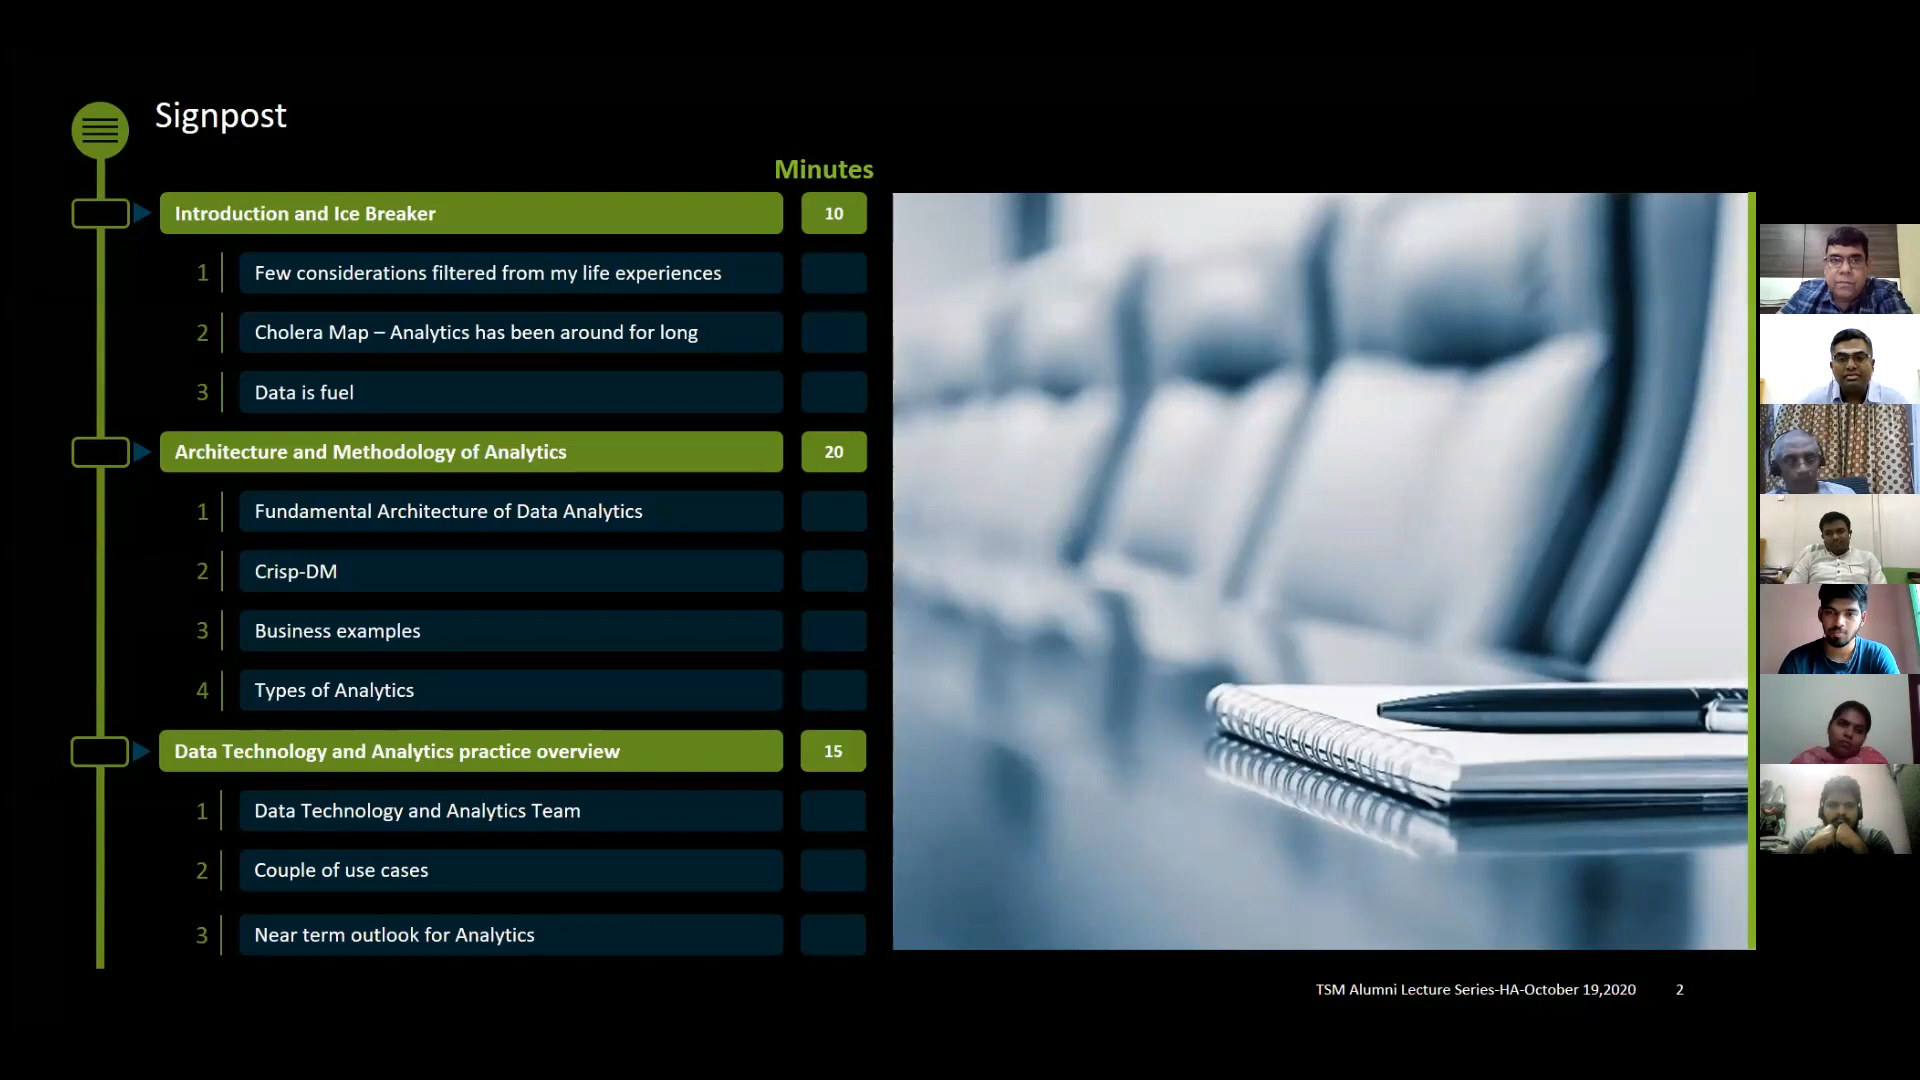 Signpost
Minutes
Introduction and Ice Breaker 10
1 Few considerations filtered from my life experiences
2 Cholera Map – Analytics has been around for long
3 Data is fuel
Architecture and Methodology of Analytics 20
1 Fundamental Architecture of Data Analytics
2 Crisp-DM
3 Business examples
4 Types of Analytics
Data Technology and Analytics practice overview 15
1 Data Technology and Analytics Team
2 Couple of use cases
3 Near term outlook for Analytics
TSM Alumni Lecture Series-HA-October 19,2020 2